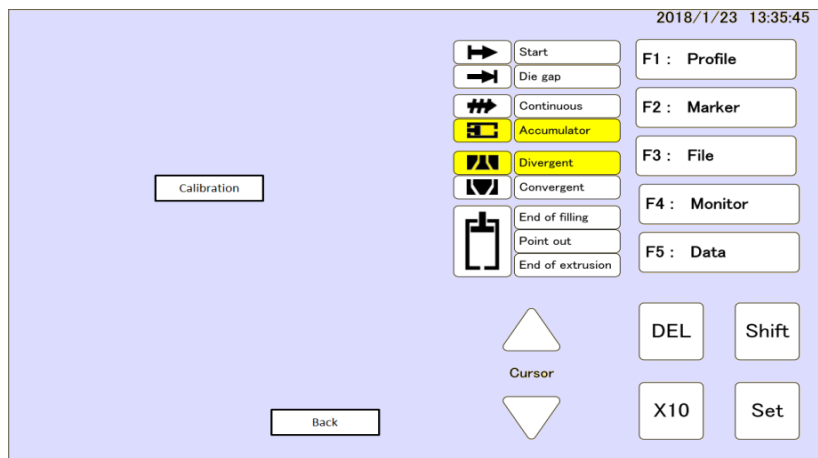 2018/1/23 13:35:45
Start
Die gap
Continuous
Accumulator
Divergent
Convergent
End of filling
Point out
End of extrusion
F1 : Profile
F2 : Marker
F3 : File
F4 : Monitor
F5 : Data
Calibration
Back
Cursor
DEL
Shift
X10
Set